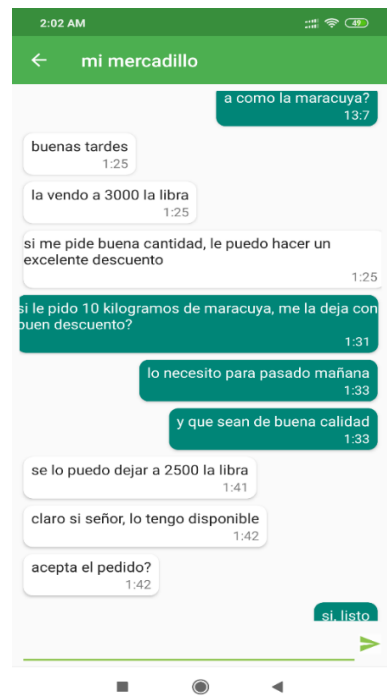 2:02 AM 49
mi mercadillo
a como la maracuya?
13:7
buenas tardes
1:25
la vendo a 3000 la libra
1:25
si me pide buena cantidad, le puedo hacer un
excelente descuento
1:25
si le pido 10 kilogramos de maracuya, me la deja con
buen descuento?
1:31
lo necesito para pasado mañana
1:33
y que sean de buena calidad
1:33
se lo puedo dejar a 2500 la libra
1:41
claro si señor, lo tengo disponible
1:42
acepta el pedido?
1:42
si, listo